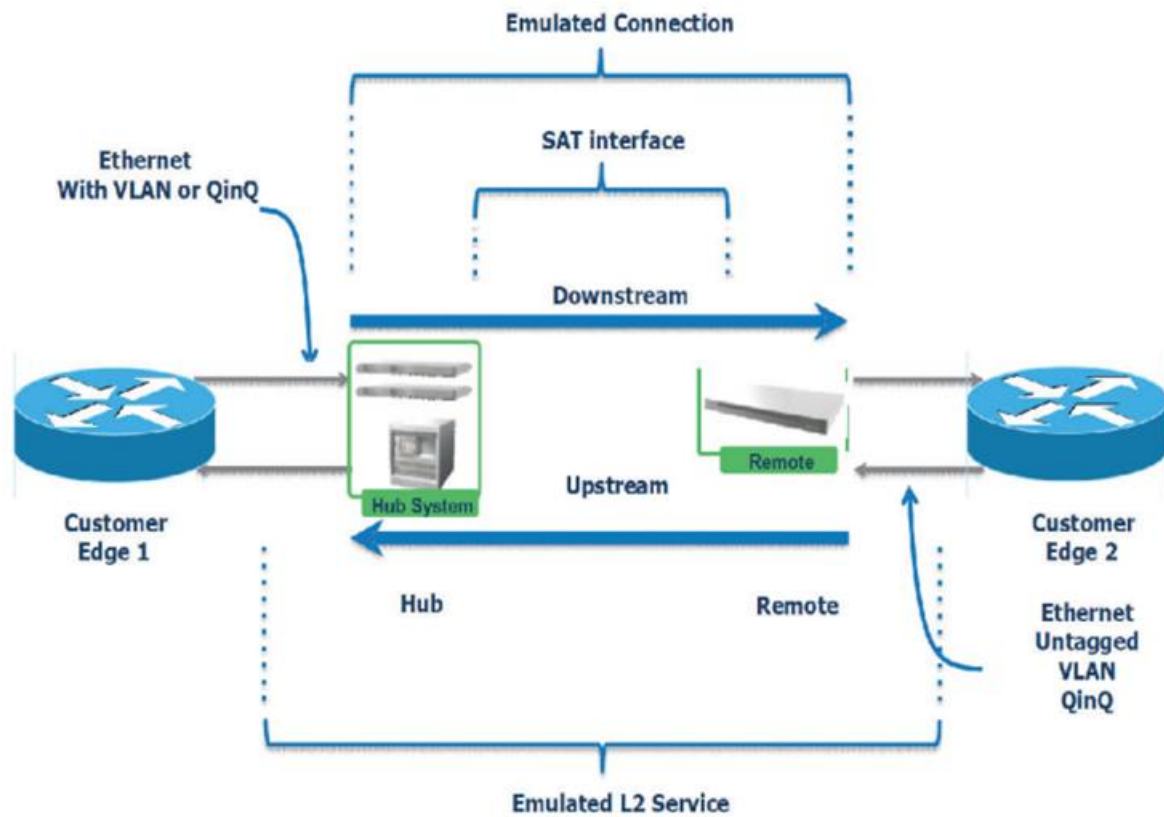 Emulated Connection
SAT interface
Ethernet
With VLAN or QinQ
Downstream
Hub System
Remote
Upstream
Customer
Edge 1
Customer
Edge 2
Hub
Remote
Ethernet
Untagged
VLAN
QinQ
Emulated L2 Service